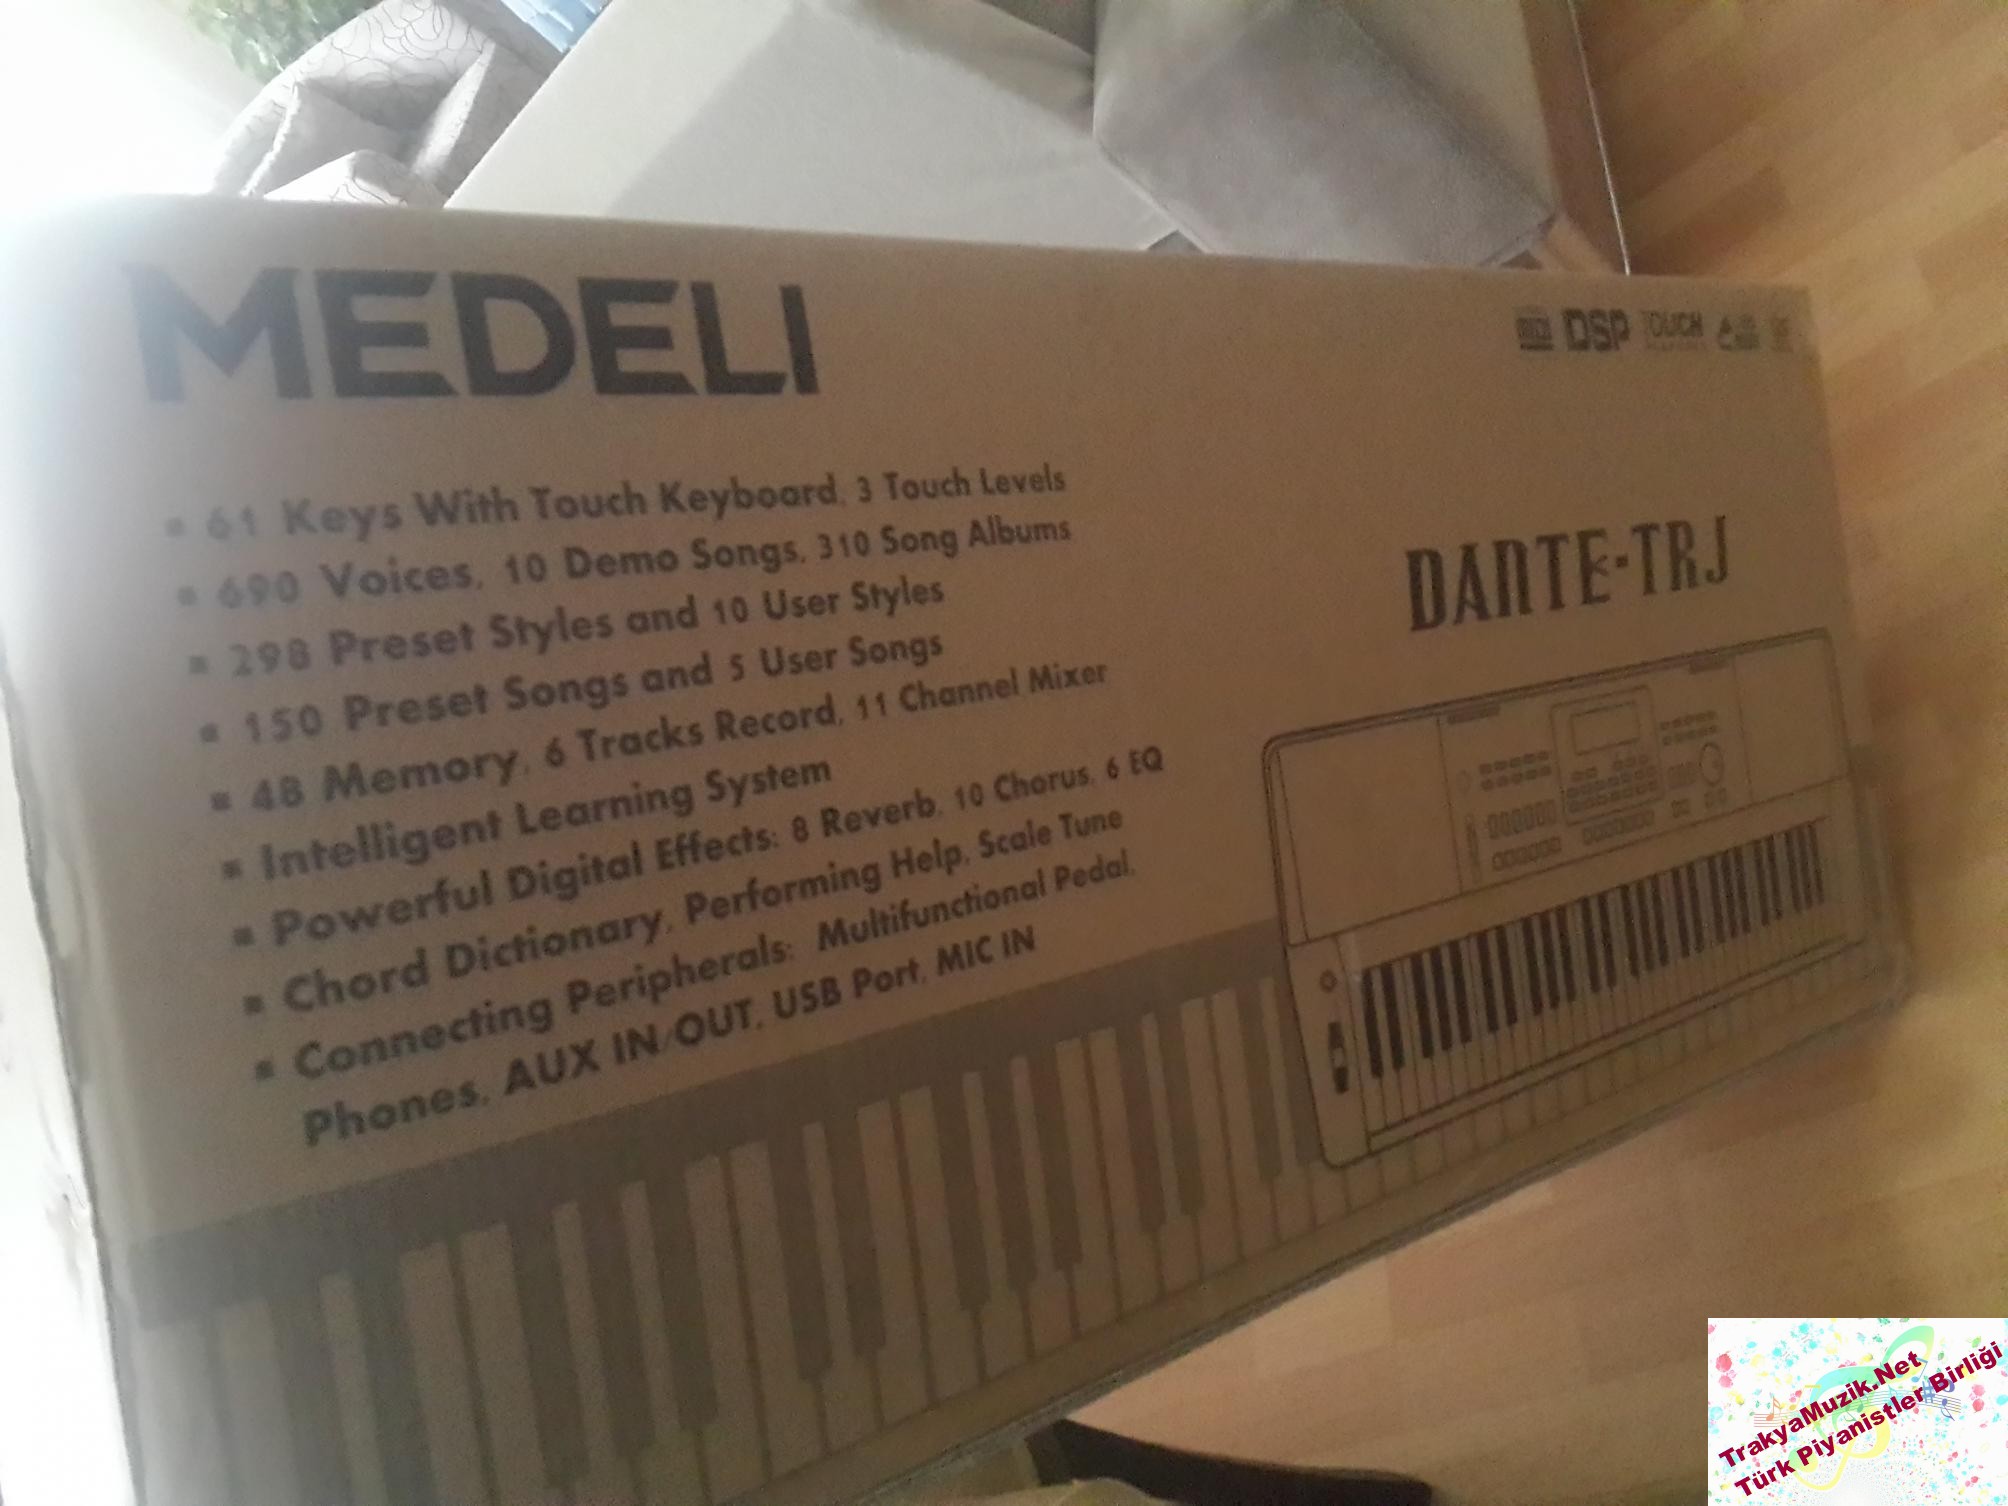 MEDELI
DSP TOUCH
▪ 61 Keys With Touch Keyboard, 3 Touch Levels
▪ 690 Voices, 10 Demo Songs, 310 Song Albums
▪ 298 Preset Styles and 10 User Styles
▪ 150 Preset Songs and 5 User Songs
▪ 48 Memory, 6 Tracks Record, 11 Channel Mixer
▪ Intelligent Learning System
▪ Powerful Digital Effects: 8 Reverb, 10 Chorus, 6 EQ
▪ Chord Dictionary, Performing Help, Scale Tune
▪ Connecting Peripherals: Multifunctional Pedal,
Phones, AUX IN/OUT, USB Port, MIC IN
DANTE-TRJ
TrakyaMuzik.Net
Türk Piyanistler Birliği